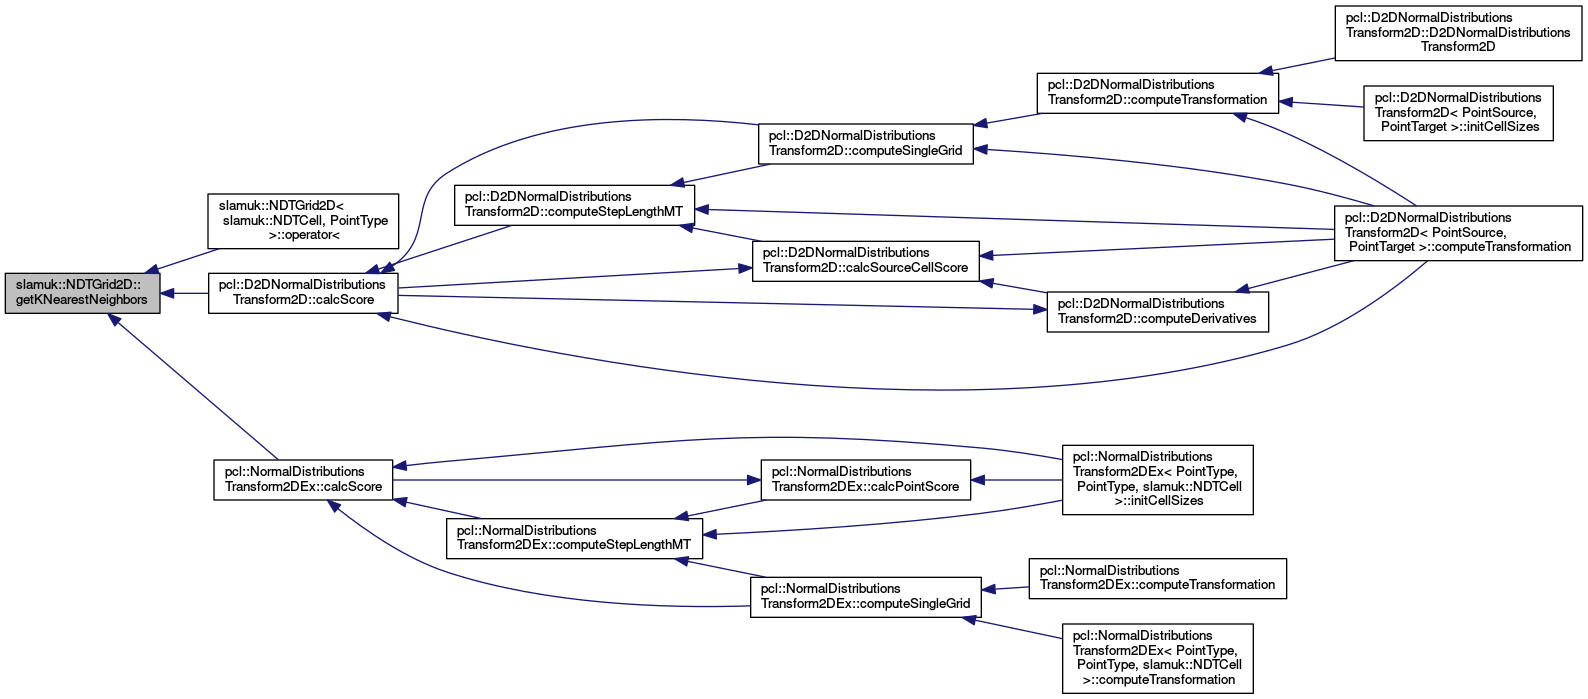 slamuk::NDTGrid2D::
getKNearestNeighbors
slamuk::NDTGrid2D<
slamuk::NDTCell, PointType
>::operator<
pcl::D2DNormalDistributions
Transform2D::calcScore
pcl::NormalDistributions
Transform2DEx::calcScore
pcl::D2DNormalDistributions
Transform2D::computeStepLengthMT
pcl::NormalDistributions
Transform2DEx::computeStepLengthMT
pcl::D2DNormalDistributions
Transform2D::computeSingleGrid
pcl::D2DNormalDistributions
Transform2D::calcSourceCellScore
pcl::NormalDistributions
Transform2DEx::calcPointScore
pcl::NormalDistributions
Transform2DEx::computeSingleGrid
pcl::D2DNormalDistributions
Transform2D::computeTransformation
pcl::D2DNormalDistributions
Transform2D::computeDerivatives
pcl::NormalDistributions
Transform2DEx< PointType,
PointType, slamuk::NDTCell
>::initCellSizes
pcl::NormalDistributions
Transform2DEx::computeTransformation
pcl::NormalDistributions
Transform2DEx< PointType,
PointType, slamuk::NDTCell
>::computeTransformation
pcl::D2DNormalDistributions
Transform2D::D2DNormalDistributions
Transform2D
pcl::D2DNormalDistributions
Transform2D< PointSource,
PointTarget >::initCellSizes
pcl::D2DNormalDistributions
Transform2D< PointSource,
PointTarget >::computeTransformation